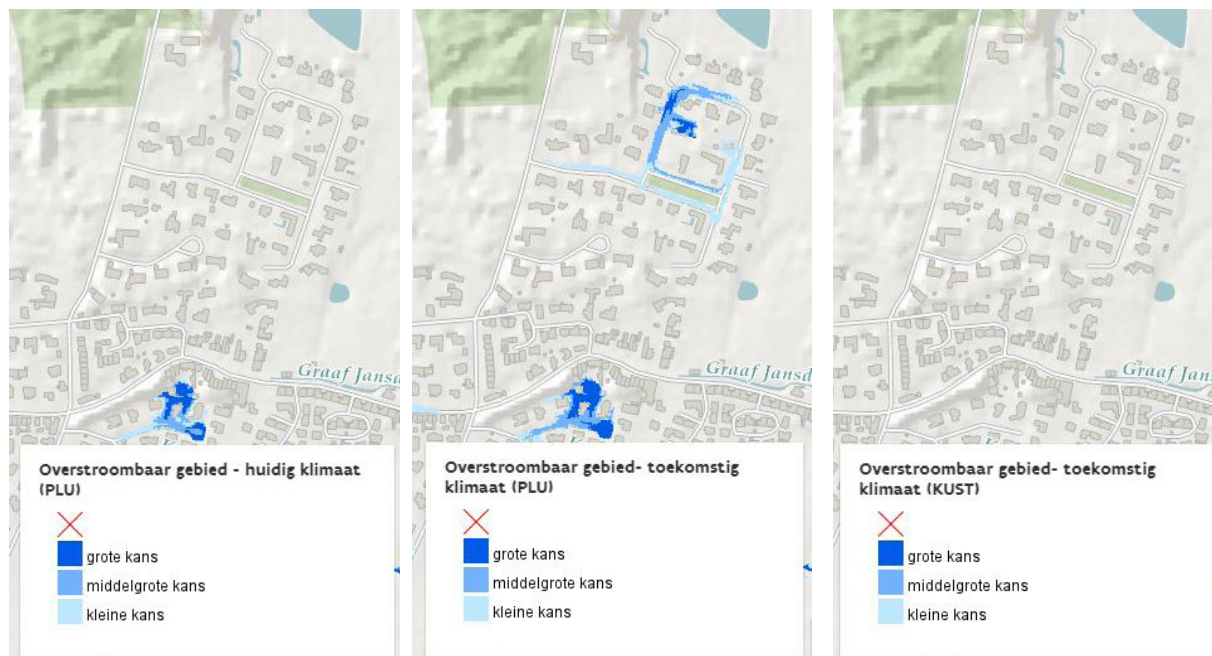 Graaf Jansd
Overstroombaar gebied - huidig klimaat
(PLU)
grote kans
middelgrote kans
kleine kans
Graaf Jansd
Overstroombaar gebied- toekomstig
klimaat (PLU)
grote kans
middelgrote kans
kleine kans
Graaf Jansd
Overstroombaar gebied- toekomstig
klimaat (KUST)
grote kans
middelgrote kans
kleine kans